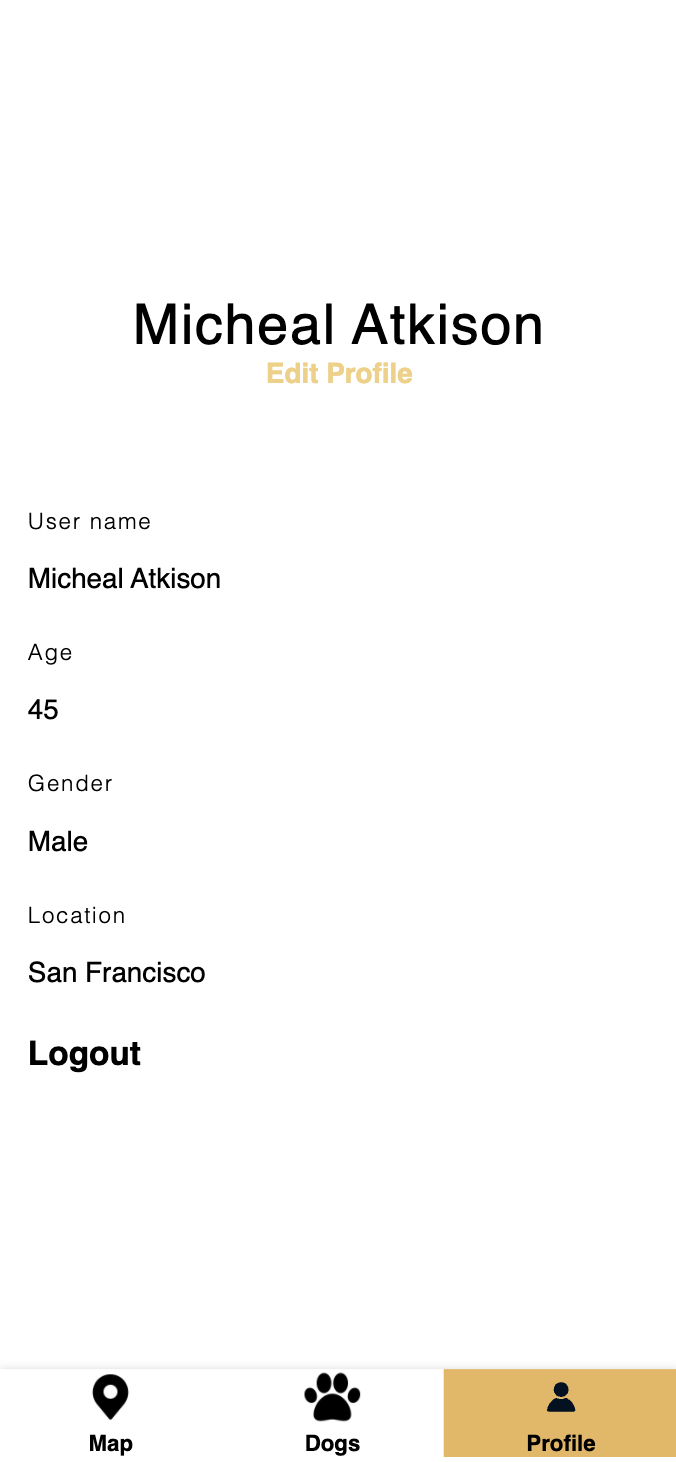 Micheal Atkison
Edit Profile
User name
Micheal Atkison
Age
45
Gender
Male
Location
San Francisco
Logout
Map Dogs Profile